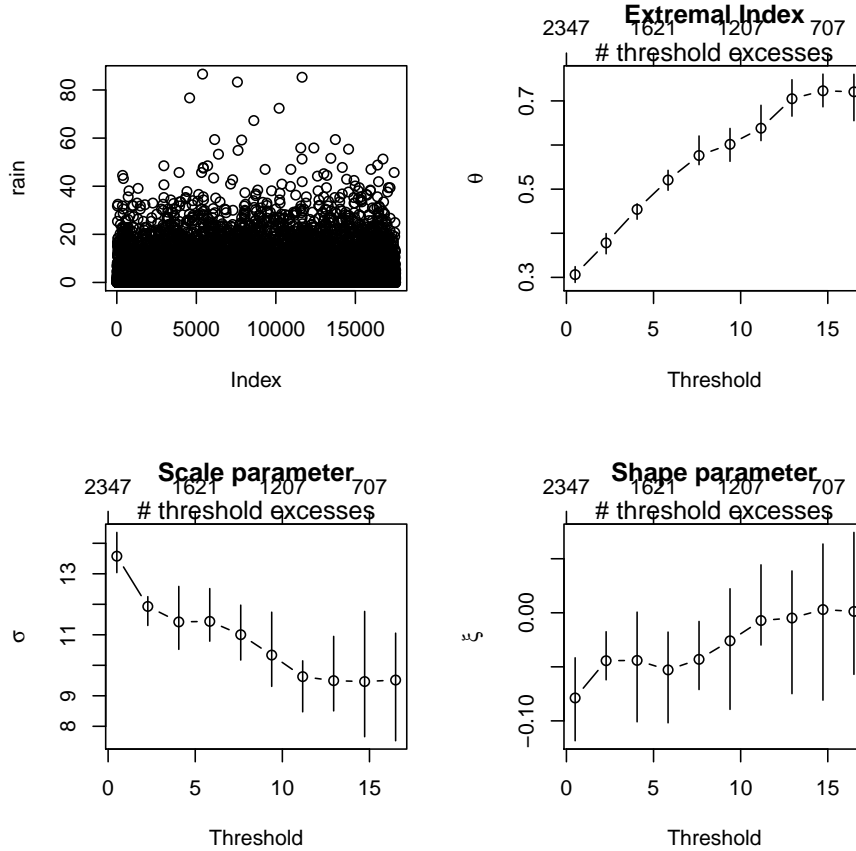 rain
80
60
40
20
0
0 5000 10000 15000
Index
Extremal Index
2347 1621 1207 707
# threshold excesses
θ
0.7
0.5
0.3
0 5 10 15
Threshold
Scale parameter
2347 1621 1207 707
# threshold excesses
σ
13
11
9
8
0 5 10 15
Threshold
Shape parameter
2347 1621 1207 707
# threshold excesses
ξ
0.00
−0.10
0 5 10 15
Threshold